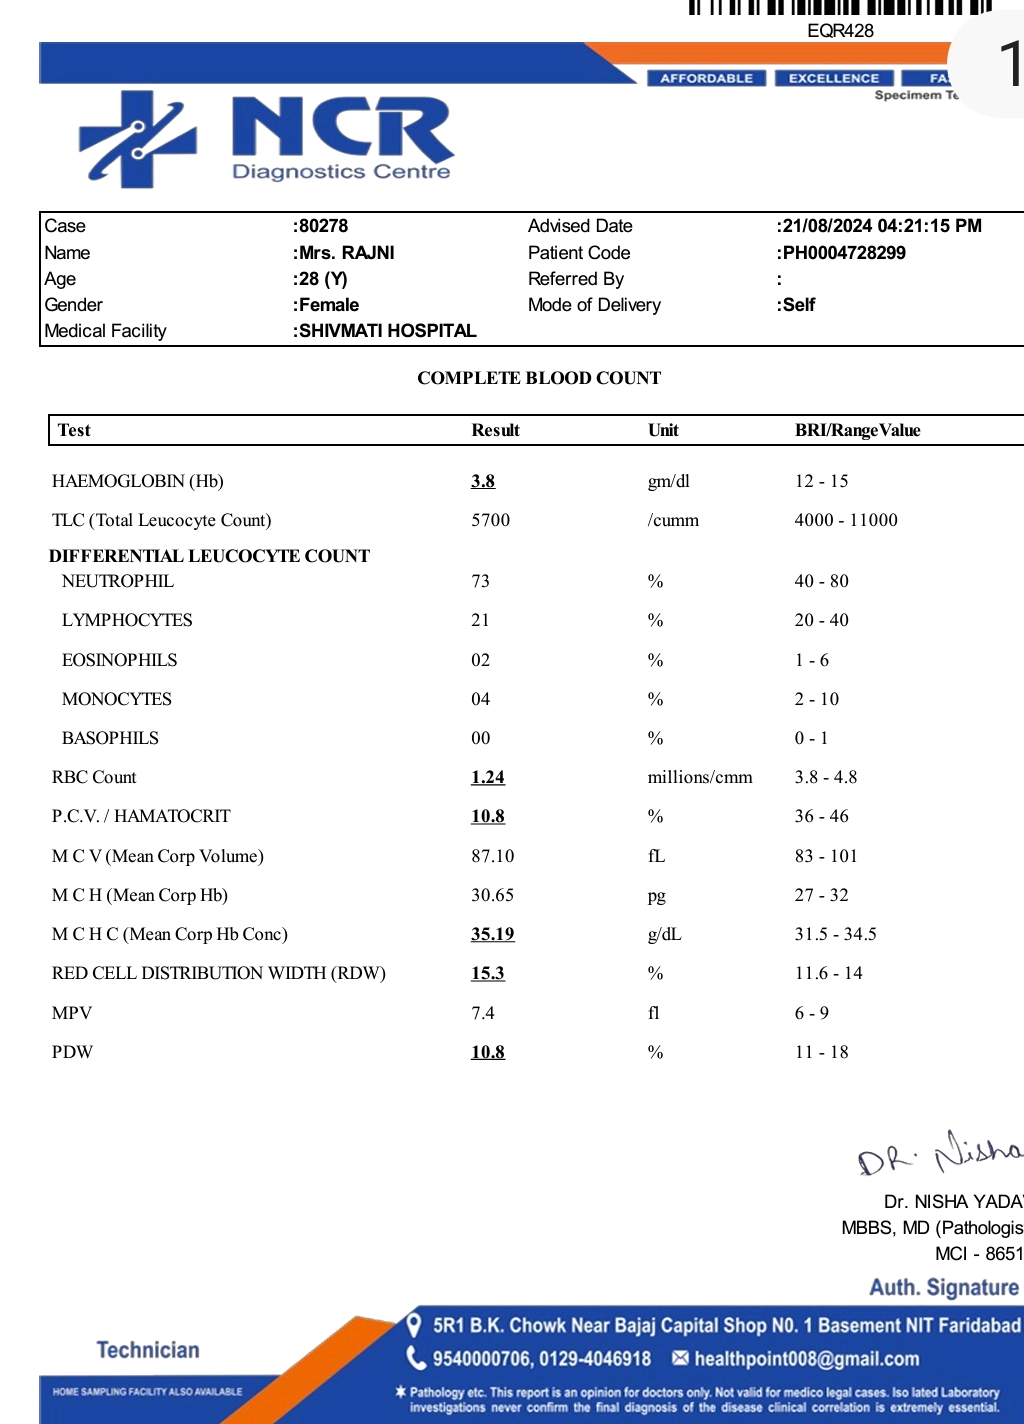 EQR428
1
AFFORDABLE EXCELLENCE
Specimem
NCR
Diagnostics Centre
Case :80278 Advised Date :21/08/2024 04:21:15 PM
Name :Mrs. RAJNI Patient Code :PH0004728299
Age :28 (Y) Referred By :
Gender :Female Mode of Delivery :Self
Medical Facility :SHIVMATI HOSPITAL
COMPLETE BLOOD COUNT
Test Result Unit BRI/RangeValue
HAEMOGLOBIN (Hb) 3.8 gm/dl 12 - 15
TLC (Total Leucocyte Count) 5700 /cumm 4000 - 11000
DIFFERENTIAL LEUCOCYTE COUNT
NEUTROPHIL 73 % 40 - 80
LYMPHOCYTES 21 % 20 - 40
EOSINOPHILS 02 % 1 - 6
MONOCYTES 04 % 2 - 10
BASOPHILS 00 % 0 - 1
RBC Count 1.24 millions/cmm 3.8 - 4.8
P.C.V. / HAMATOCRIT 10.8 % 36 - 46
M C V (Mean Corp Volume) 87.10 fL 83 - 101
M C H (Mean Corp Hb) 30.65 pg 27 - 32
M C H C (Mean Corp Hb Conc) 35.19 g/dL 31.5 - 34.5
RED CELL DISTRIBUTION WIDTH (RDW) 15.3 % 11.6 - 14
MPV 7.4 fl 6 - 9
PDW 10.8 % 11 - 18
DR. Nisha
Dr. NISHA YADA
MBBS, MD (Pathologis
MCI - 8651
Auth. Signature
Technician
HOME SAMPLING FACILITY ALSO AVAILABLE
5R1 B.K. Chowk Near Bajaj Capital Shop N0. 1 Basement NIT Faridabad
9540000706, 0129-4046918 healthpoint008@gmail.com
Pathology etc. This report is an opinion for doctors only. Not valid for medico legal cases. Iso lated Laboratory
investigations never confirm the final diagnosis of the disease clinical correlation is extremely essential.